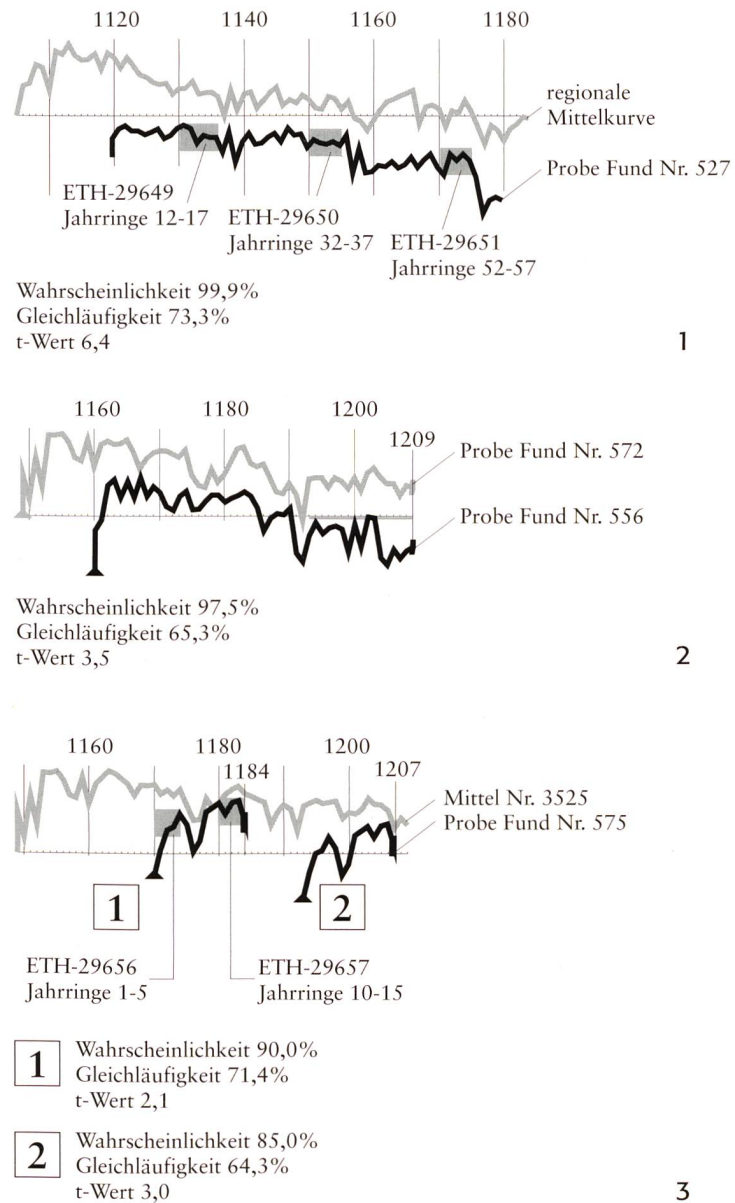 1120 1140 1160 1180
regionale
Mittelkurve
Probe Fund Nr. 527
ETH-29649
Jahrringe 12-17
ETH-29650
Jahrringe 32-37
ETH-29651
Jahrringe 52-57
Wahrscheinlichkeit 99,9%
Gleichläufigkeit 73,3%
t-Wert 6,4
1
1160 1180 1200
1209
Probe Fund Nr. 572
Probe Fund Nr. 556
Wahrscheinlichkeit 97,5%
Gleichläufigkeit 65,3%
t-Wert 3,5
2
1160 1180 1200
1184 1207
Mittel Nr. 3525
Probe Fund Nr. 575
1 2
ETH-29656
Jahrringe 1-5
ETH-29657
Jahrringe 10-15
1
Wahrscheinlichkeit 90,0%
Gleichläufigkeit 71,4%
t-Wert 2,1
2
Wahrscheinlichkeit 85,0%
Gleichläufigkeit 64,3%
t-Wert 3,0
3